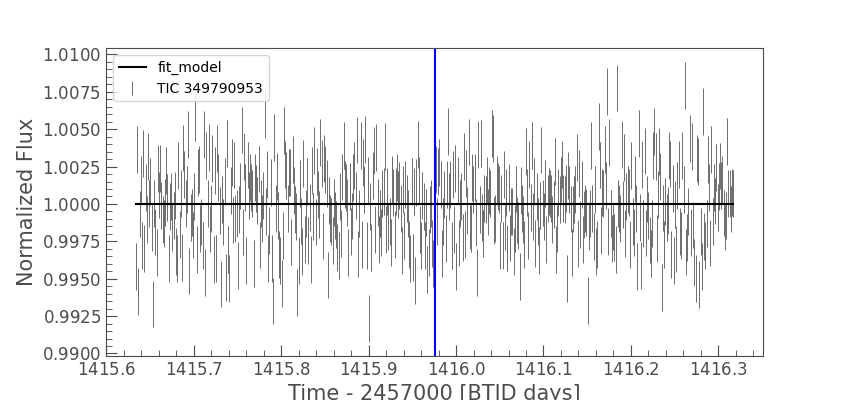 1.0100
1.0075
1.0050
1.0025
1.0000
0.9975
0.9950
0.9925
0.9900
Normalized Flux
fit_model
TIC 349790953
1415.6 1415.7 1415.8 1415.9 1416.0 1416.1 1416.2 1416.3
Time - 2457000 [BTJD days]